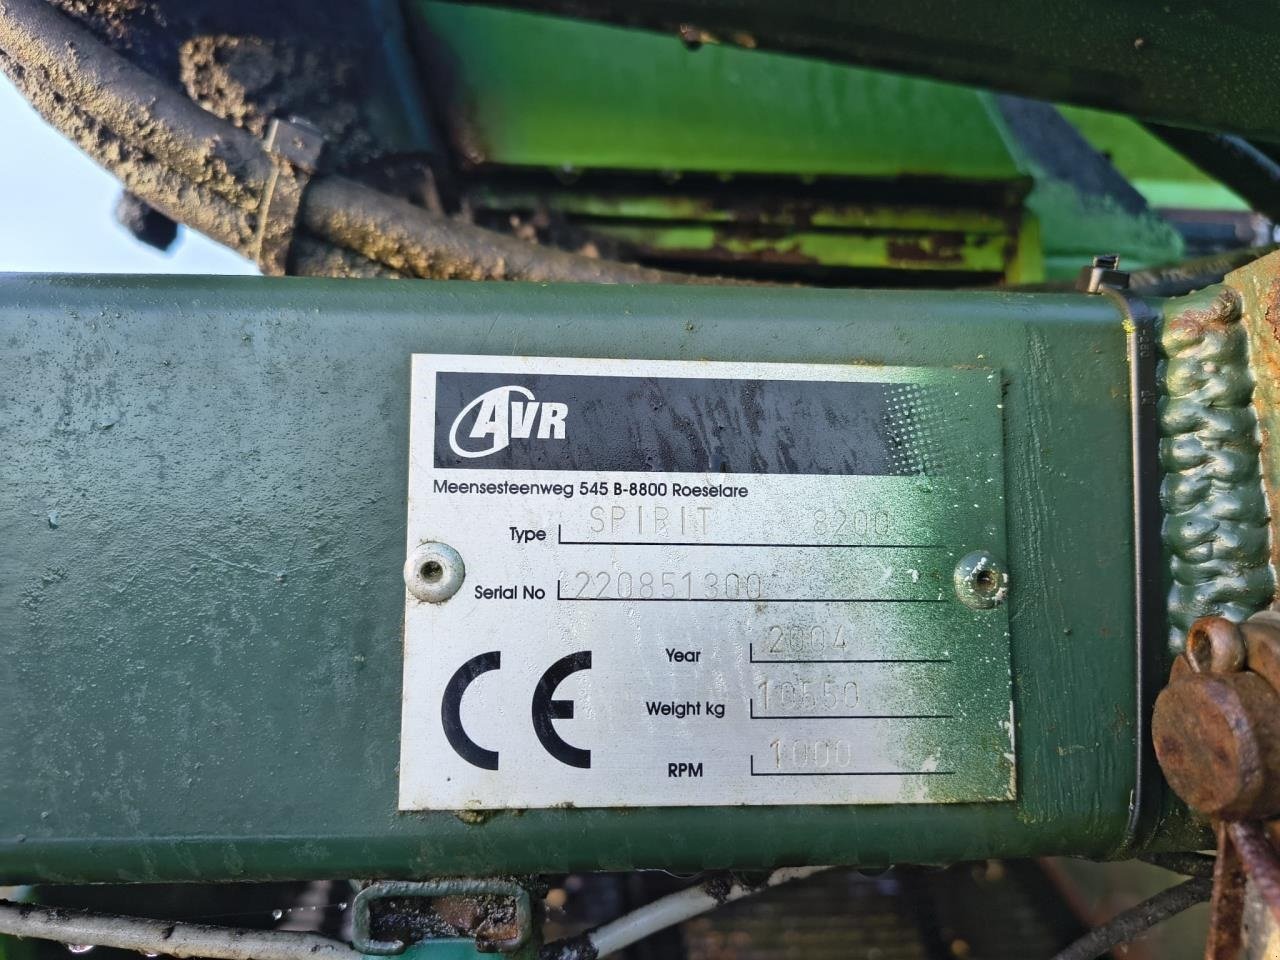 AVR
Meensesteenweg 545 B-8800 Roeselare
Type SPIRIT 8200
Serial No 220851300
Year 2004
CE Weight kg 10550
RPM 1000